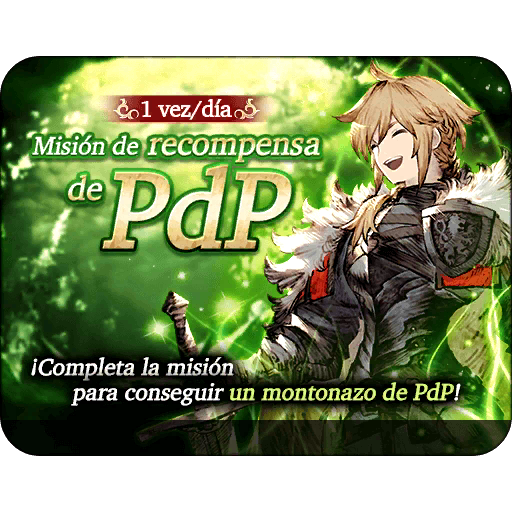 1 vez/día
Misión de recompensa
de PdP
¡Completa la misión
para conseguir un montonazo de PdP!